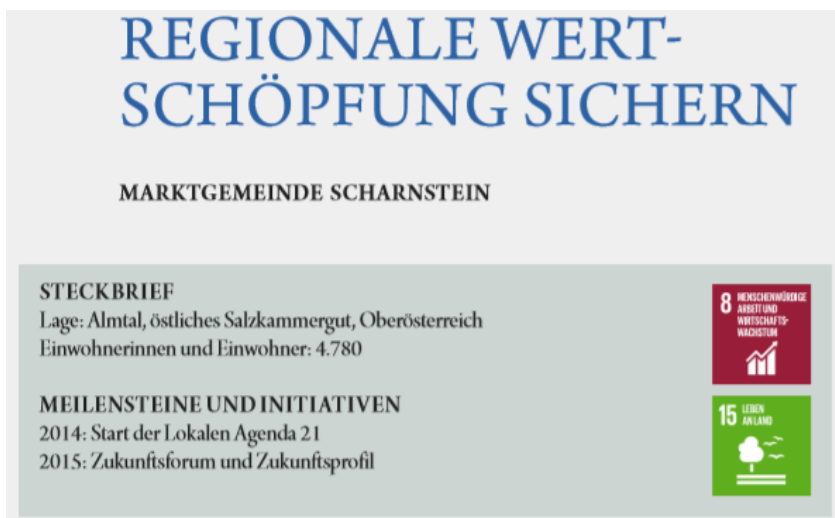 REGIONALE WERT-
SCHÖPFUNG SICHERN
MARKTGEMEINDE SCHARNSTEIN
STECKBRIEF
Lage: Almtal, östliches Salzkammergut, Oberösterreich
Einwohnerinnen und Einwohner: 4.780
MEILENSTEINE UND INITIATIVEN
2014: Start der Lokalen Agenda 21
2015: Zukunftsforum und Zukunftsprofil
8 MENSCHENWÜRDIGE
ARBEIT UND
WIRTSCHAFTS-
WACHSTUM
15 LEBEN
AN LAND